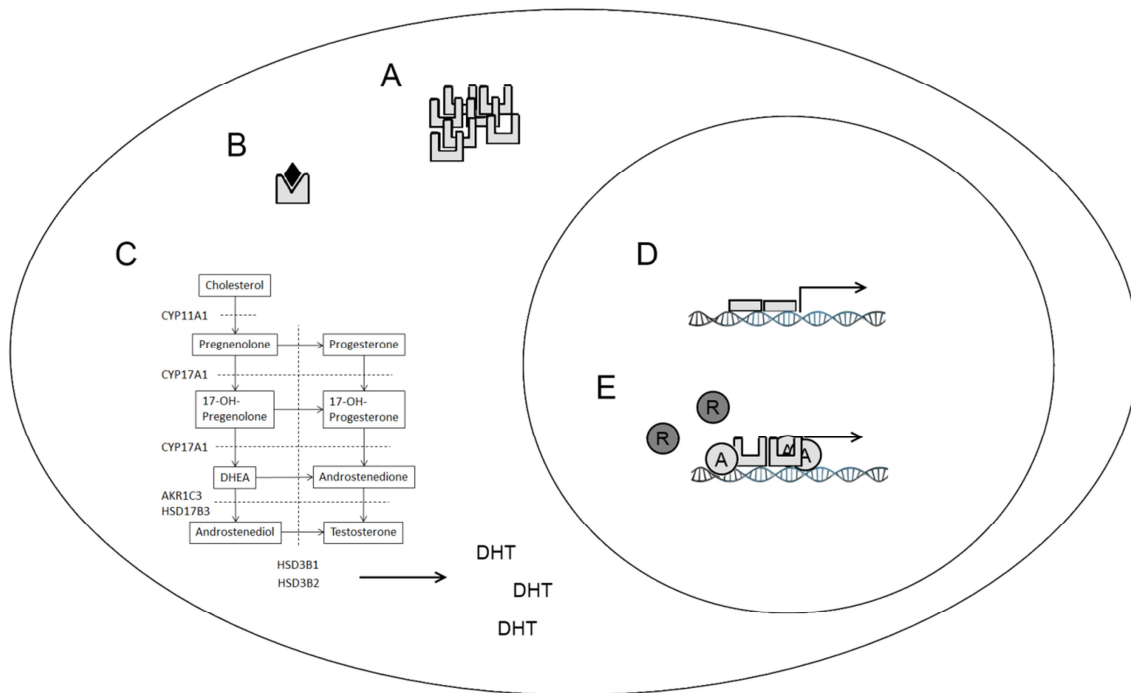 A
B
C
Cholesterol
CYP11A1
Pregnenolone
Progesterone
CYP17A1
17-OH-
Pregenolone
17-OH-
Progesterone
CYP17A1
DHEA
Androstenedione
AKR1C3
HSD17B3
Androstenediol
Testosterone
HSD3B1
HSD3B2
DHT
DHT
DHT
D
E
R
R
A
A
A